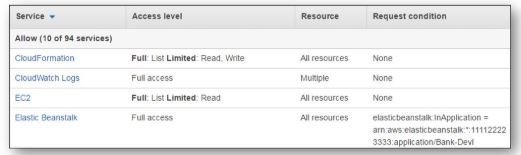 Service Access level Resource Request condition
Allow (10 of 94 services)
CloudFormation Full: List Limited: Read, Write All resources None
CloudWatch Logs Full access Multiple None
EC2 Full: List Limited: Read All resources None
Elastic Beanstalk Full access All resources elasticbeanstalk:InApplication =
arn:aws:elasticbeanstalk:*:11112222
3333:application/Bank-Devl